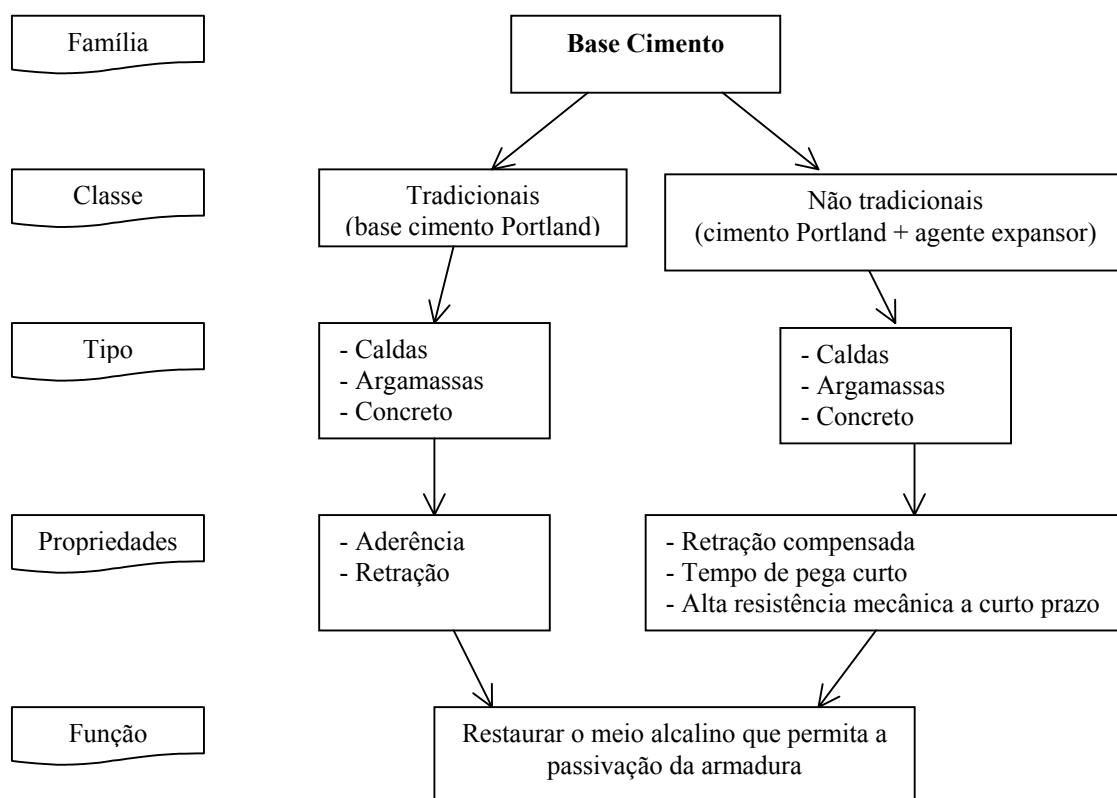 Família
Base Cimento
Classe
Tradicionais
(base cimento Portland)
Não tradicionais
(cimento Portland + agente expansor)
Tipo
- Caldas
- Argamassas
- Concreto
- Caldas
- Argamassas
- Concreto
Propriedades
- Aderência
- Retração
- Retração compensada
- Tempo de pega curto
- Alta resistência mecânica a curto prazo
Função
Restaurar o meio alcalino que permita a
passivação da armadura